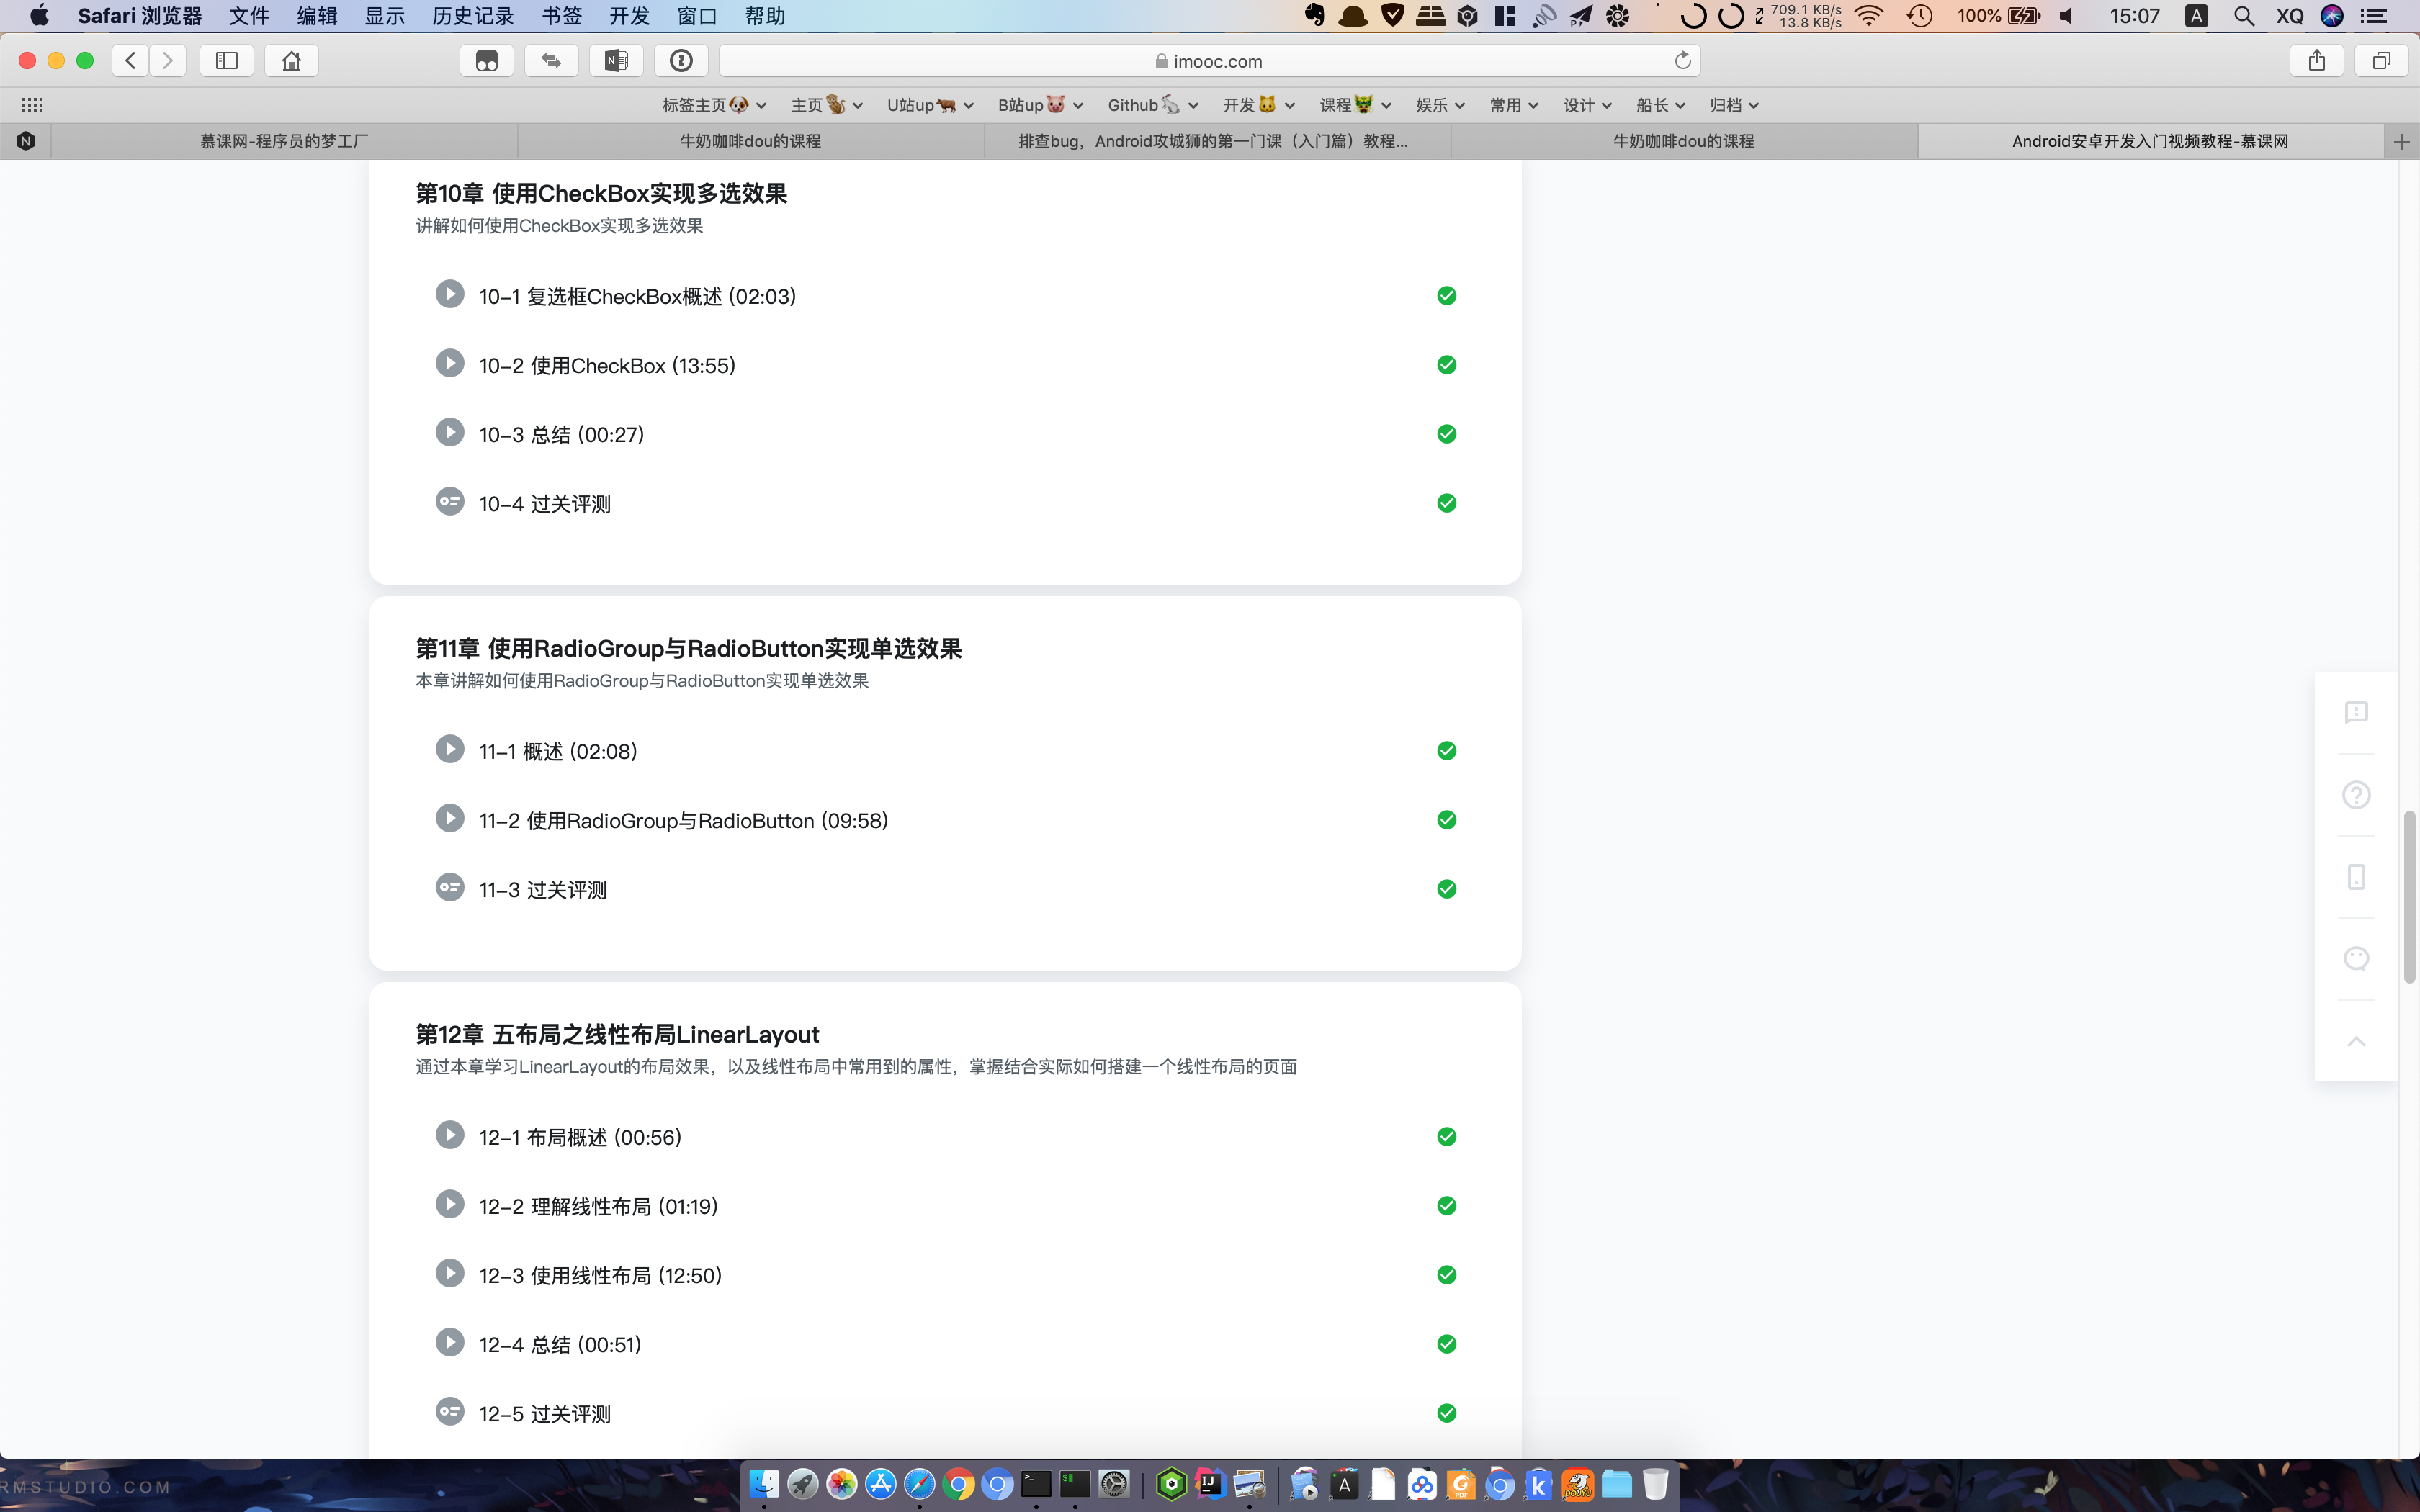 Safari 浏览器 文件 编辑 显示 历史记录 书签 开发 窗口 帮助
709.1 KB/s
13.8 KB/s
100% 15:07 A XQ
imooc.com
标签主页 主页 U站up B站up Github 开发 课程 娱乐 常用 设计 船长 归档
慕课网-程序员的梦工厂 牛奶咖啡dou的课程 排查bug，Android攻城狮的第一门课（入门篇）教程... 牛奶咖啡dou的课程 Android安卓开发入门视频教程-慕课网
第10章 使用CheckBox实现多选效果
讲解如何使用CheckBox实现多选效果
10-1 复选框CheckBox概述 (02:03)
10-2 使用CheckBox (13:55)
10-3 总结 (00:27)
10-4 过关评测
第11章 使用RadioGroup与RadioButton实现单选效果
本章讲解如何使用RadioGroup与RadioButton实现单选效果
11-1 概述 (02:08)
11-2 使用RadioGroup与RadioButton (09:58)
11-3 过关评测
第12章 五布局之线性布局LinearLayout
通过本章学习LinearLayout的布局效果，以及线性布局中常用到的属性，掌握结合实际如何搭建一个线性布局的页面
12-1 布局概述 (00:56)
12-2 理解线性布局 (01:19)
12-3 使用线性布局 (12:50)
12-4 总结 (00:51)
12-5 过关评测
RMSTUDIO.COM